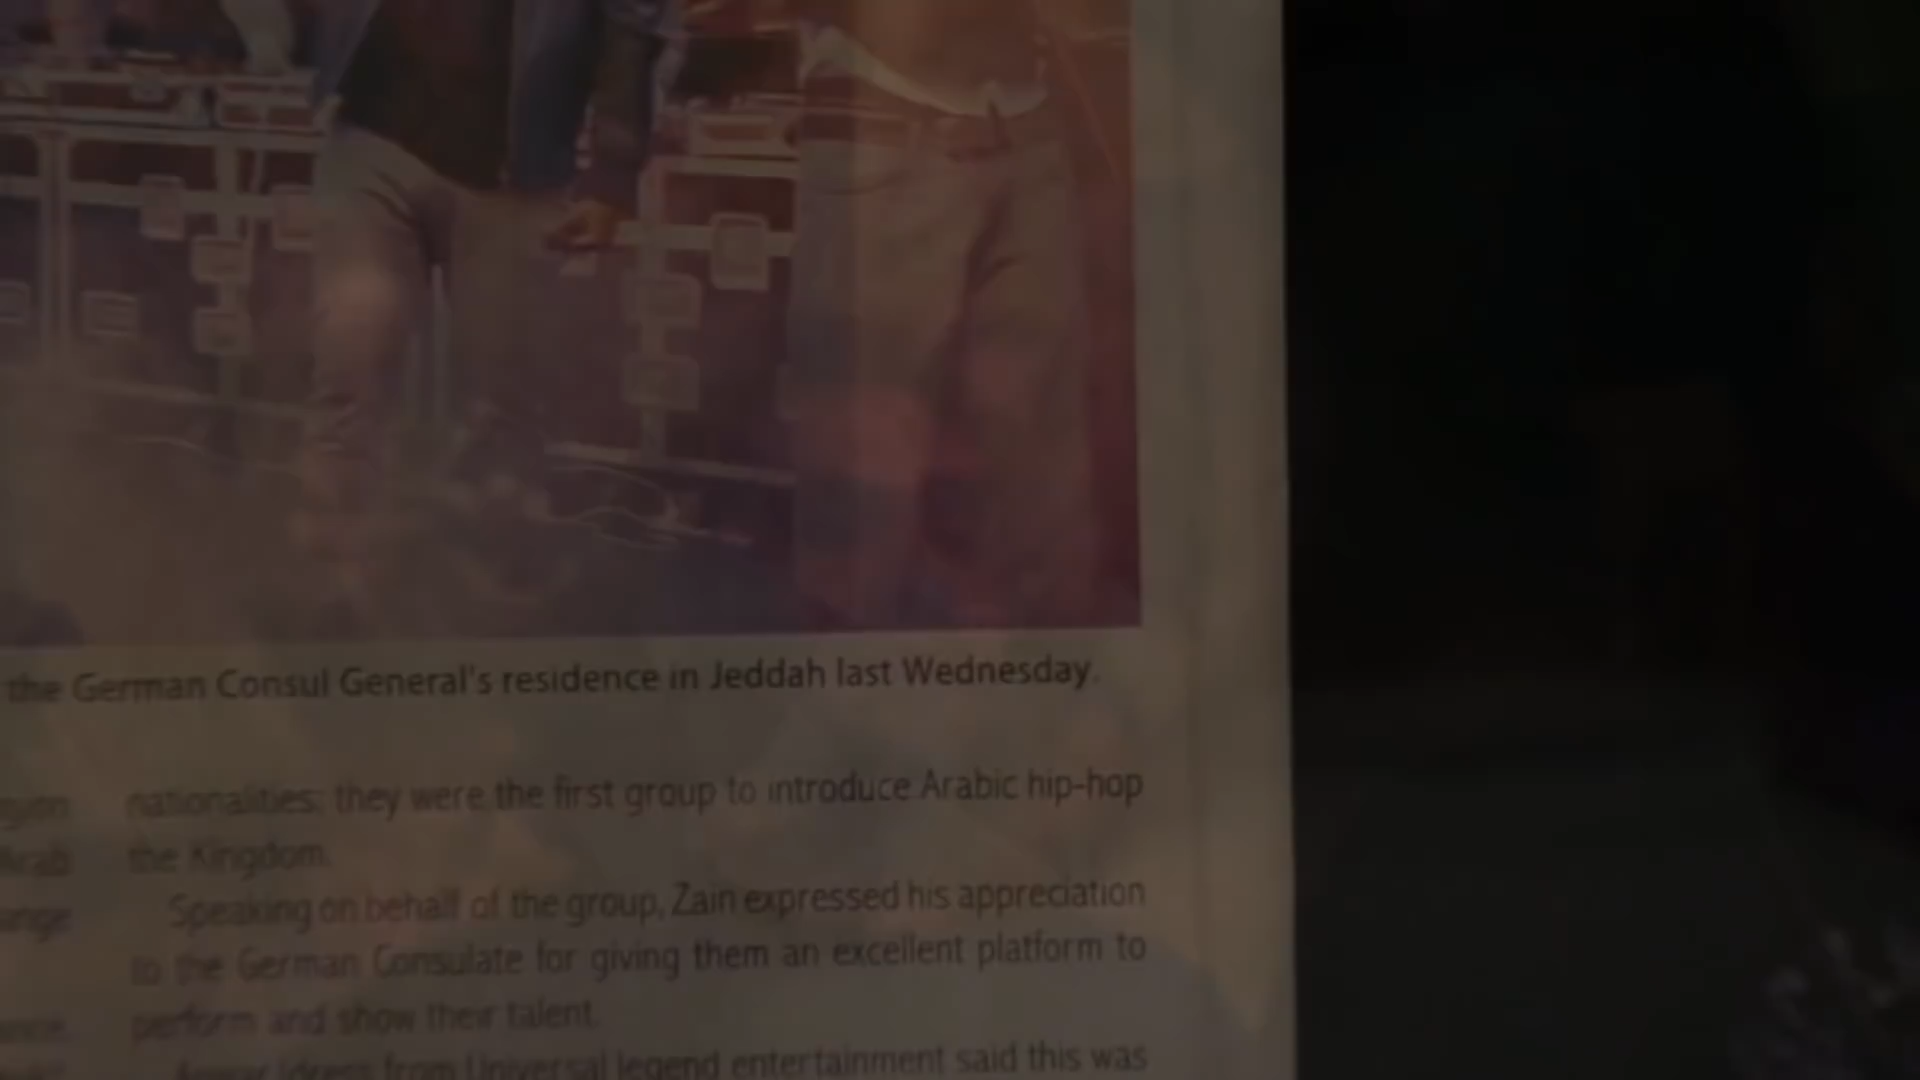 the German Consul General's residence in Jeddah last Wednesday.
Arab
ange
nationalities; they were the first group to introduce Arabic hip-hop
the Kingdom.
Speaking on behalf of the group, Zain expressed his appreciation
to the German Consulate for giving them an excellent platform to
perform and show their talent.
from Universal legend entertainment said this was